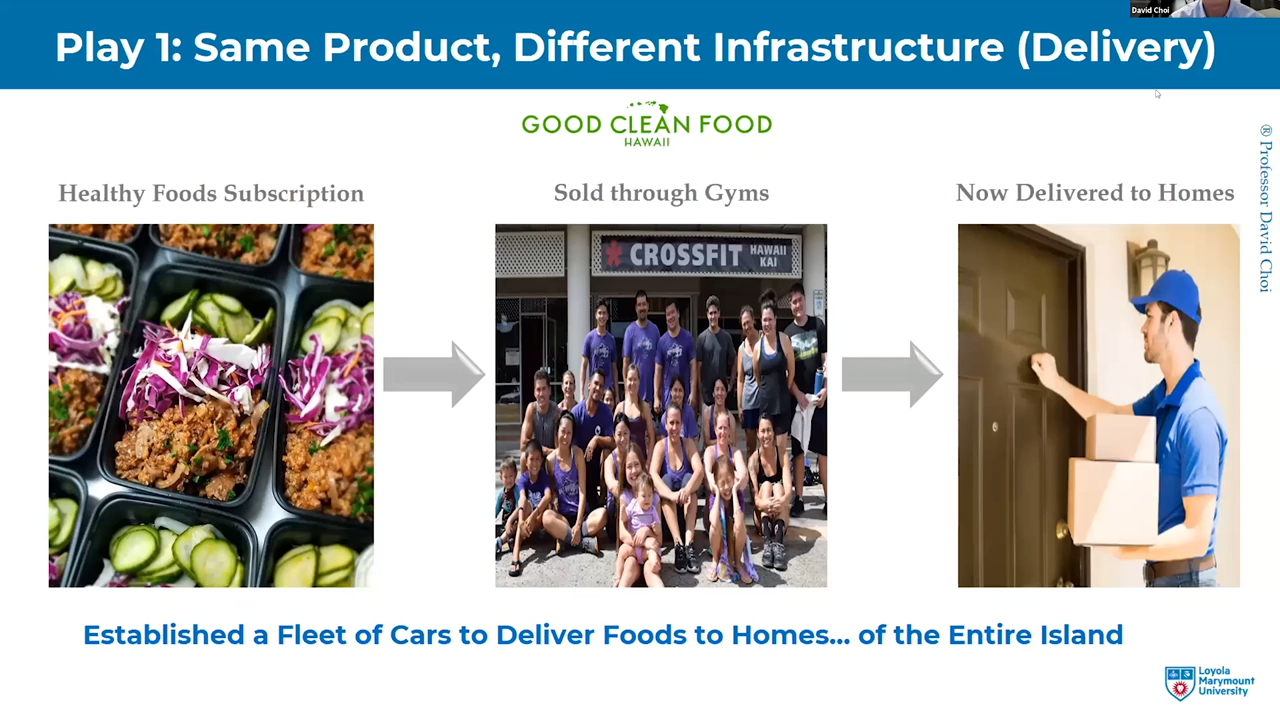 David Choi
Play 1: Same Product, Different Infrastructure (Delivery)
GOOD CLEAN FOOD
HAWAII
® Professor David Choi
Healthy Foods Subscription
Sold through Gyms
Now Delivered to Homes
CROSSFIT
HAWAII
KAI
Established a Fleet of Cars to Deliver Foods to Homes... of the Entire Island
Loyola
Marymount
University